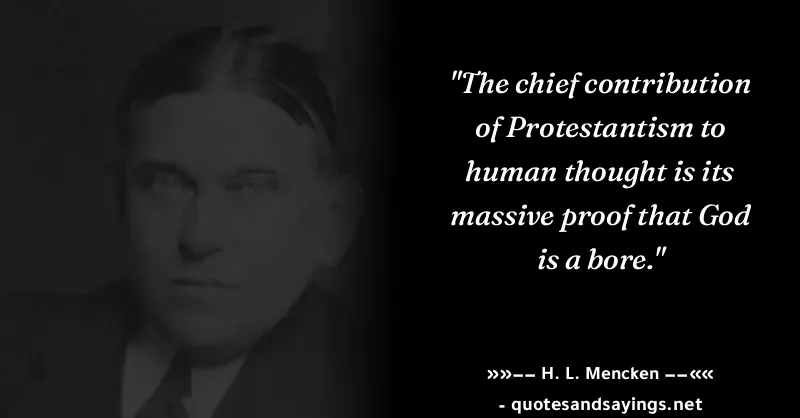 "The chief contribution
of Protestantism to
human thought is its
massive proof that God
is a bore."
»»–– H. L. Mencken ––««
- quotesandsayings.net